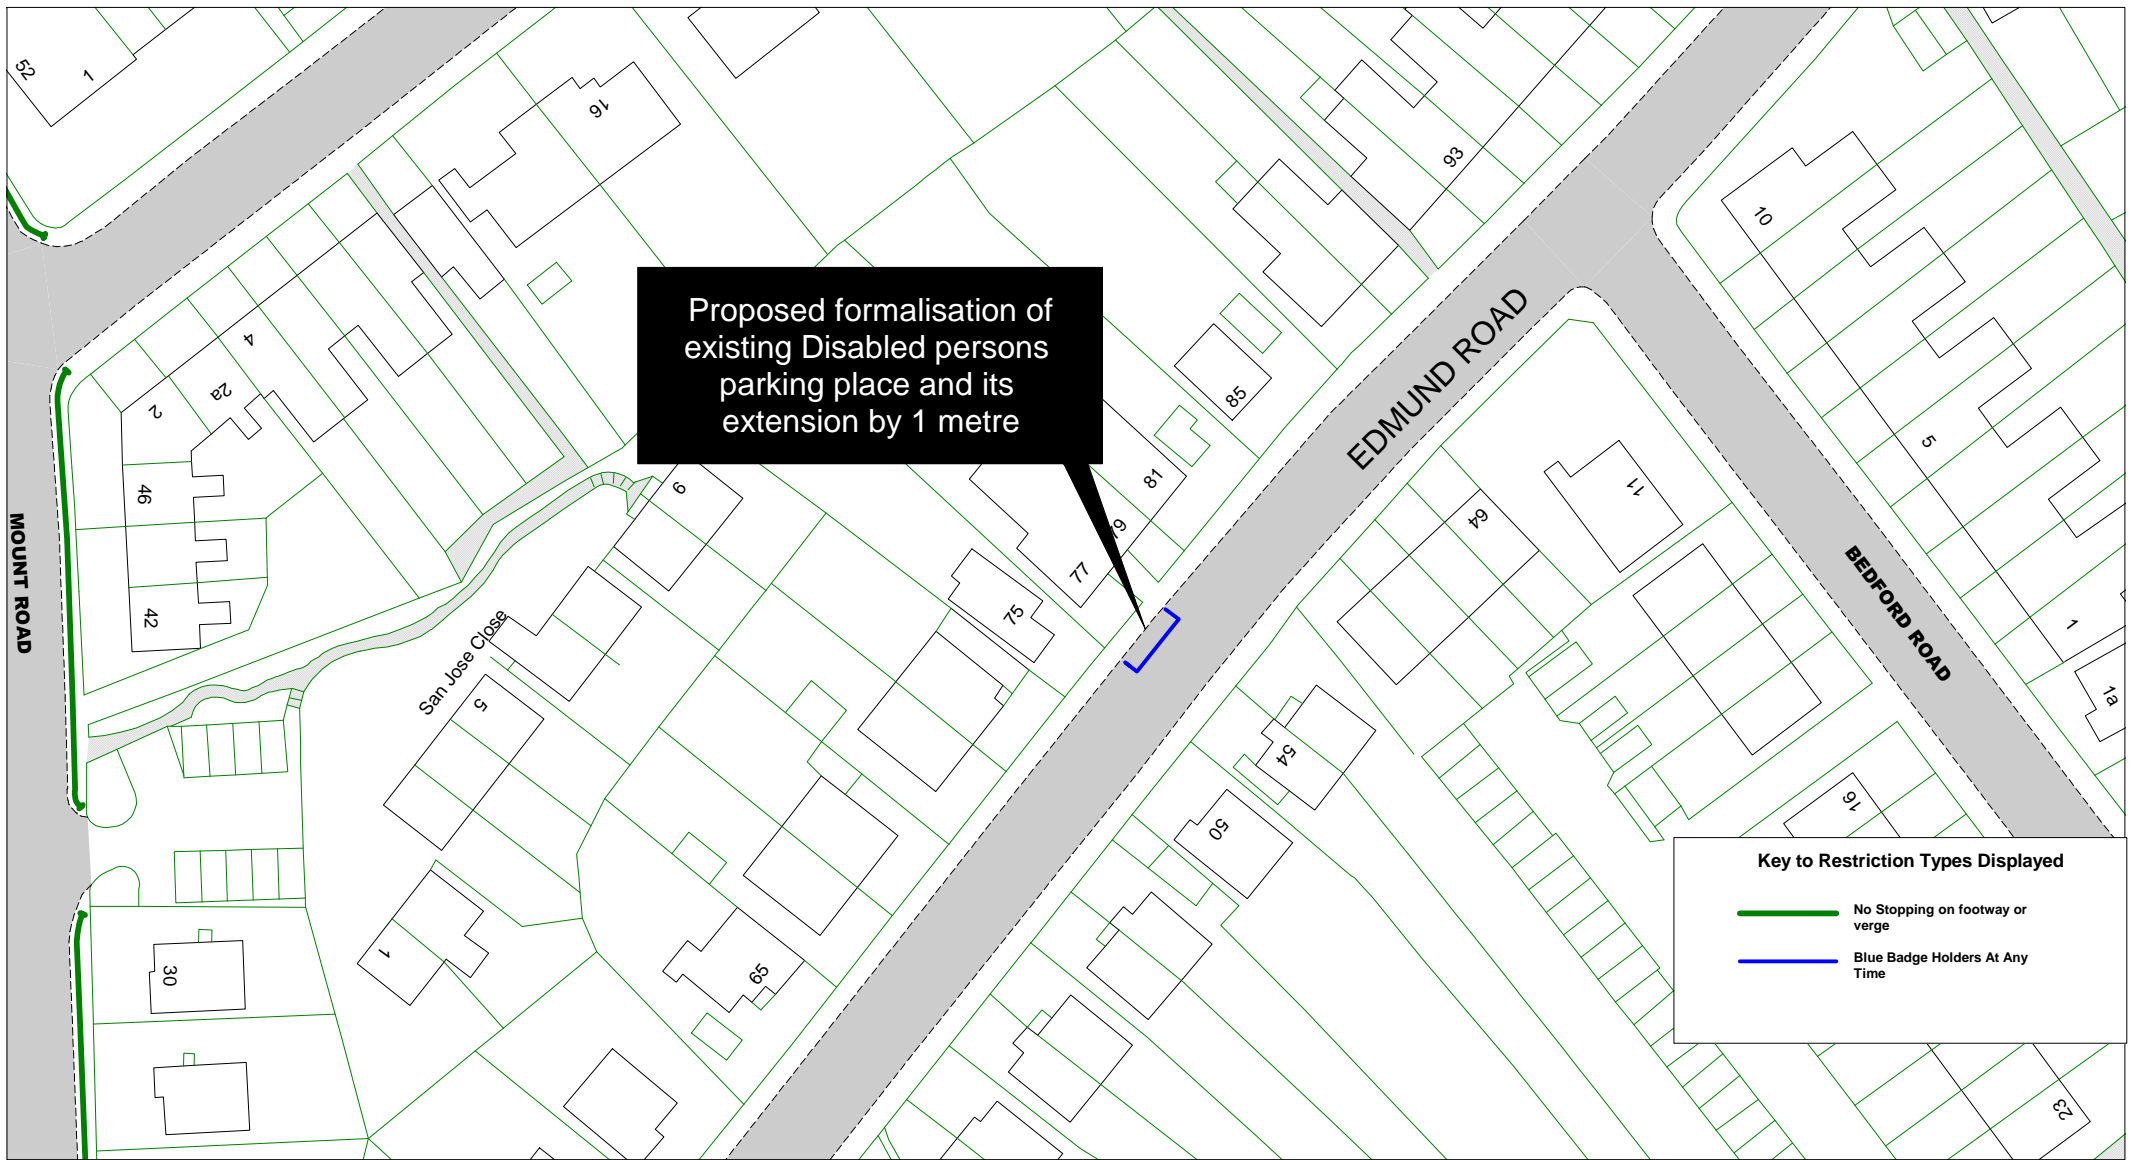 52
1
16
93
10
Proposed formalisation of
existing Disabled persons
parking place and its
extension by 1 metre
EDMUND ROAD
4
2a
2
85
5
46
81
9
64
11
79
MOUNT ROAD
77
BEDFORD ROAD
75
42
1
San Jose Close
1a
5
54
50
16
Key to Restriction Types Displayed
No Stopping on footway or
verge
Blue Badge Holders At Any
Time
1
65
30
23